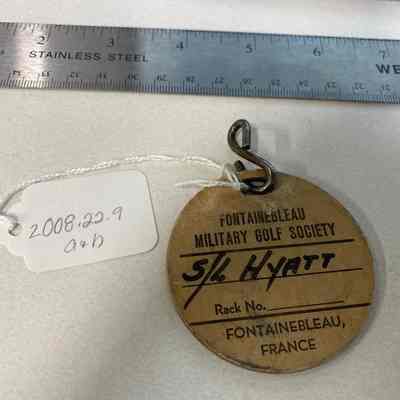 2 3 4 5 6 7
STAINLESS STEEL
WE
2008.22.9
a+b
FONTAINEBLEAU
MILITARY GOLF SOCIETY
S/L HYATT
Rack No.
FONTAINEBLEAU,
FRANCE